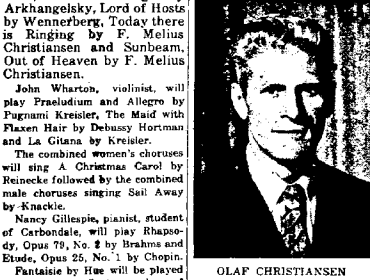 Arkhangelsky, Lord of Hosts
by Wennerberg, Today there
is Ringing by F. Melius
Christiansen and Sunbeam,
Out of Heaven by F. Melius
Christiansen.
John Wharton, violinist, will
play Praeludium and Allegro by
Pugnami Kreisler, The Maid with
Flaxen Hair by Debussy Hortman
and La Gitana by Kreisler.
The combined women's choruses
will sing A Christmas Carol by
Reinecke followed by the combined
male choruses singing Sail Away
by Knackle.
Nancy Gillespie, pianist, student
of Carbondale, will play Rhapso-
dy, Opus 79, No. 2 by Brahms and
Etude, Opus 25, No. 1 by Chopin.
Fantaisie by Hue will be played
OLAF CHRISTIANSEN